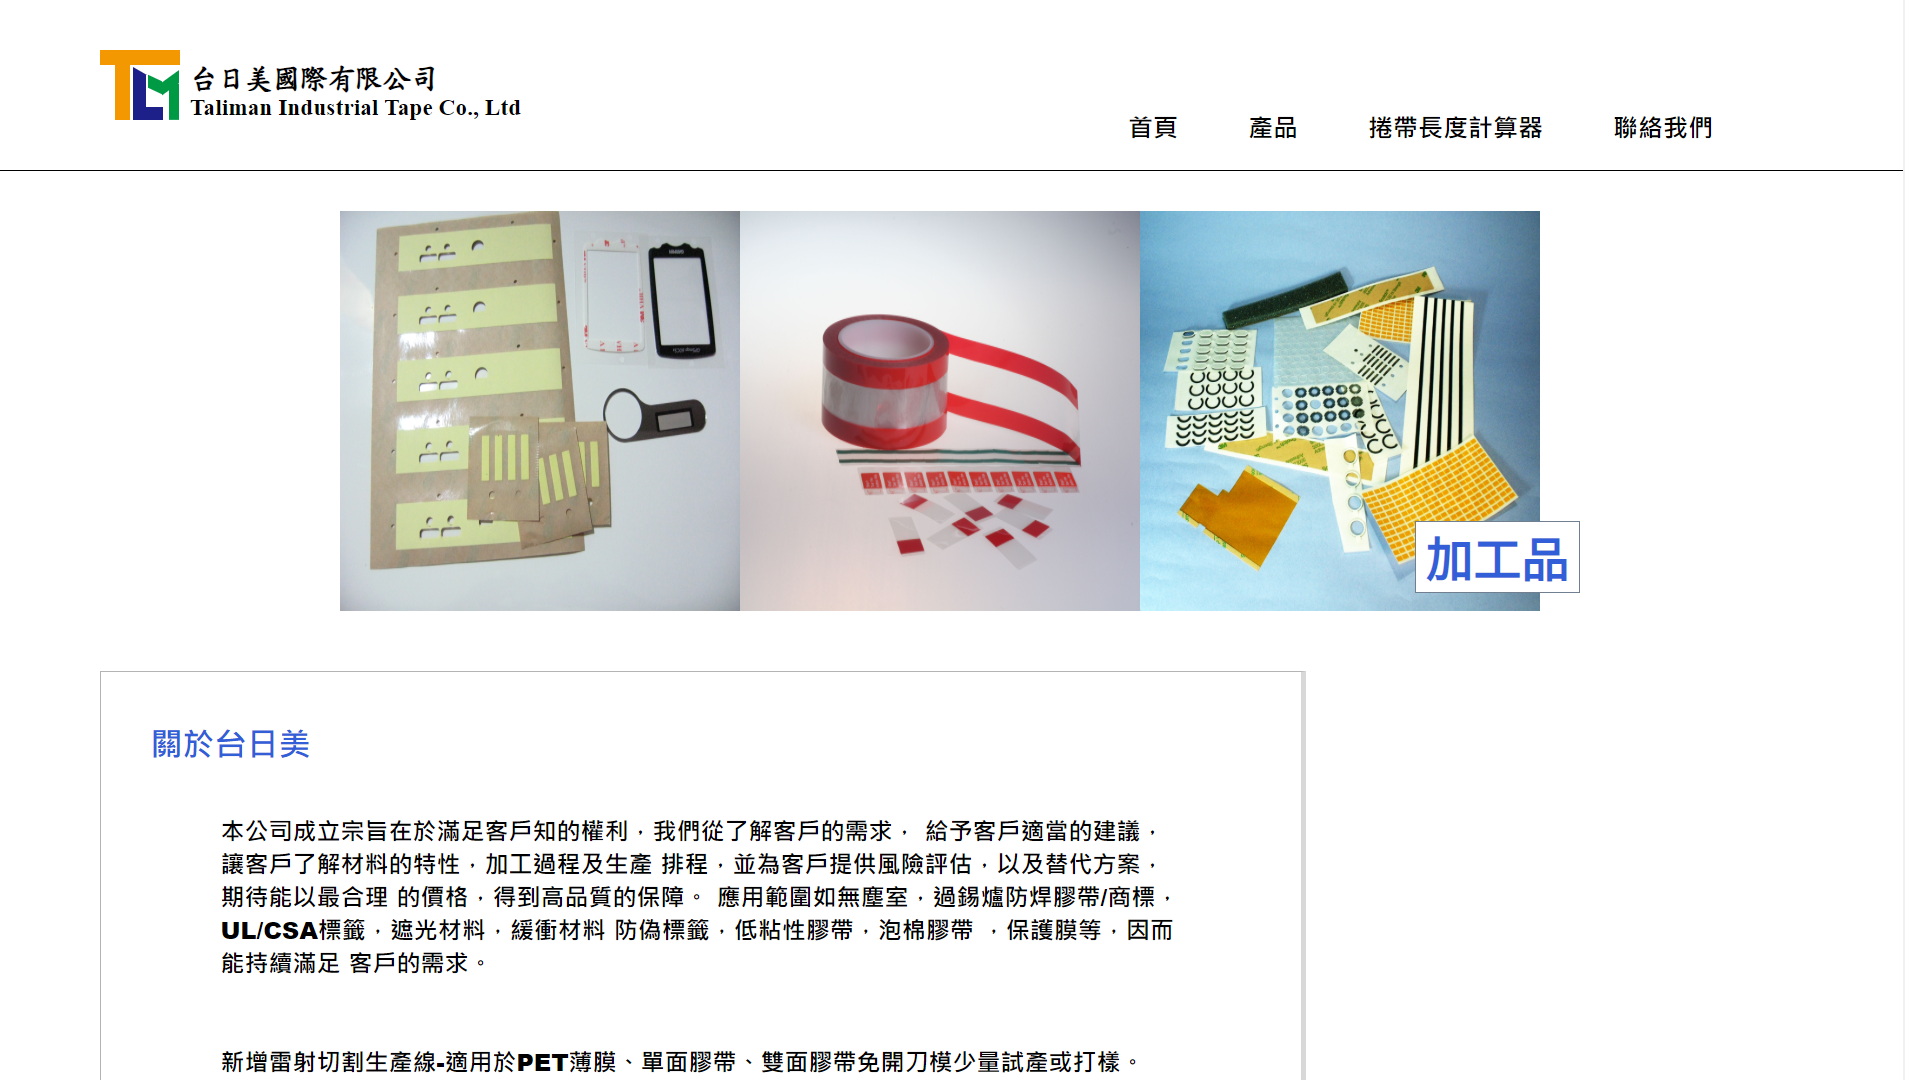 台日美國際有限公司
Taliman Industrial Tape Co., Ltd
首頁 產品 捲帶長度計算器 聯絡我們
加工品
關於台日美
本公司成立宗旨在於滿足客戶知的權利，我們從了解客戶的需求， 給予客戶適當的建議，
讓客戶了解材料的特性，加工過程及生產 排程，並為客戶提供風險評估，以及替代方案，
期待能以最合理 的價格，得到高品質的保障。 應用範圍如無塵室，過錫爐防焊膠帶/商標，
UL/CSA標籤，遮光材料，緩衝材料 防偽標籤，低粘性膠帶，泡棉膠帶 ，保護膜等，因而
能持續滿足 客戶的需求。
新增雷射切割生產線-適用於PET薄膜、單面膠帶、雙面膠帶免開刀模少量試產或打樣。